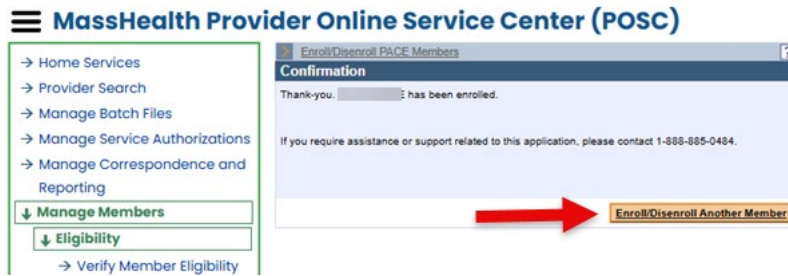 MassHealth Provider Online Service Center (POSC)
→ Home Services
→ Provider Search
→ Manage Batch Files
→ Manage Service Authorizations
→ Manage Correspondence and
Reporting
↓ Manage Members
↓ Eligibility
→ Verify Member Eligibility
Enroll/Disenroll PACE Members
?
Confirmation
Thank-you. has been enrolled.
If you require assistance or support related to this application, please contact 1-888-885-0484.
Enroll/Disenroll Another Member